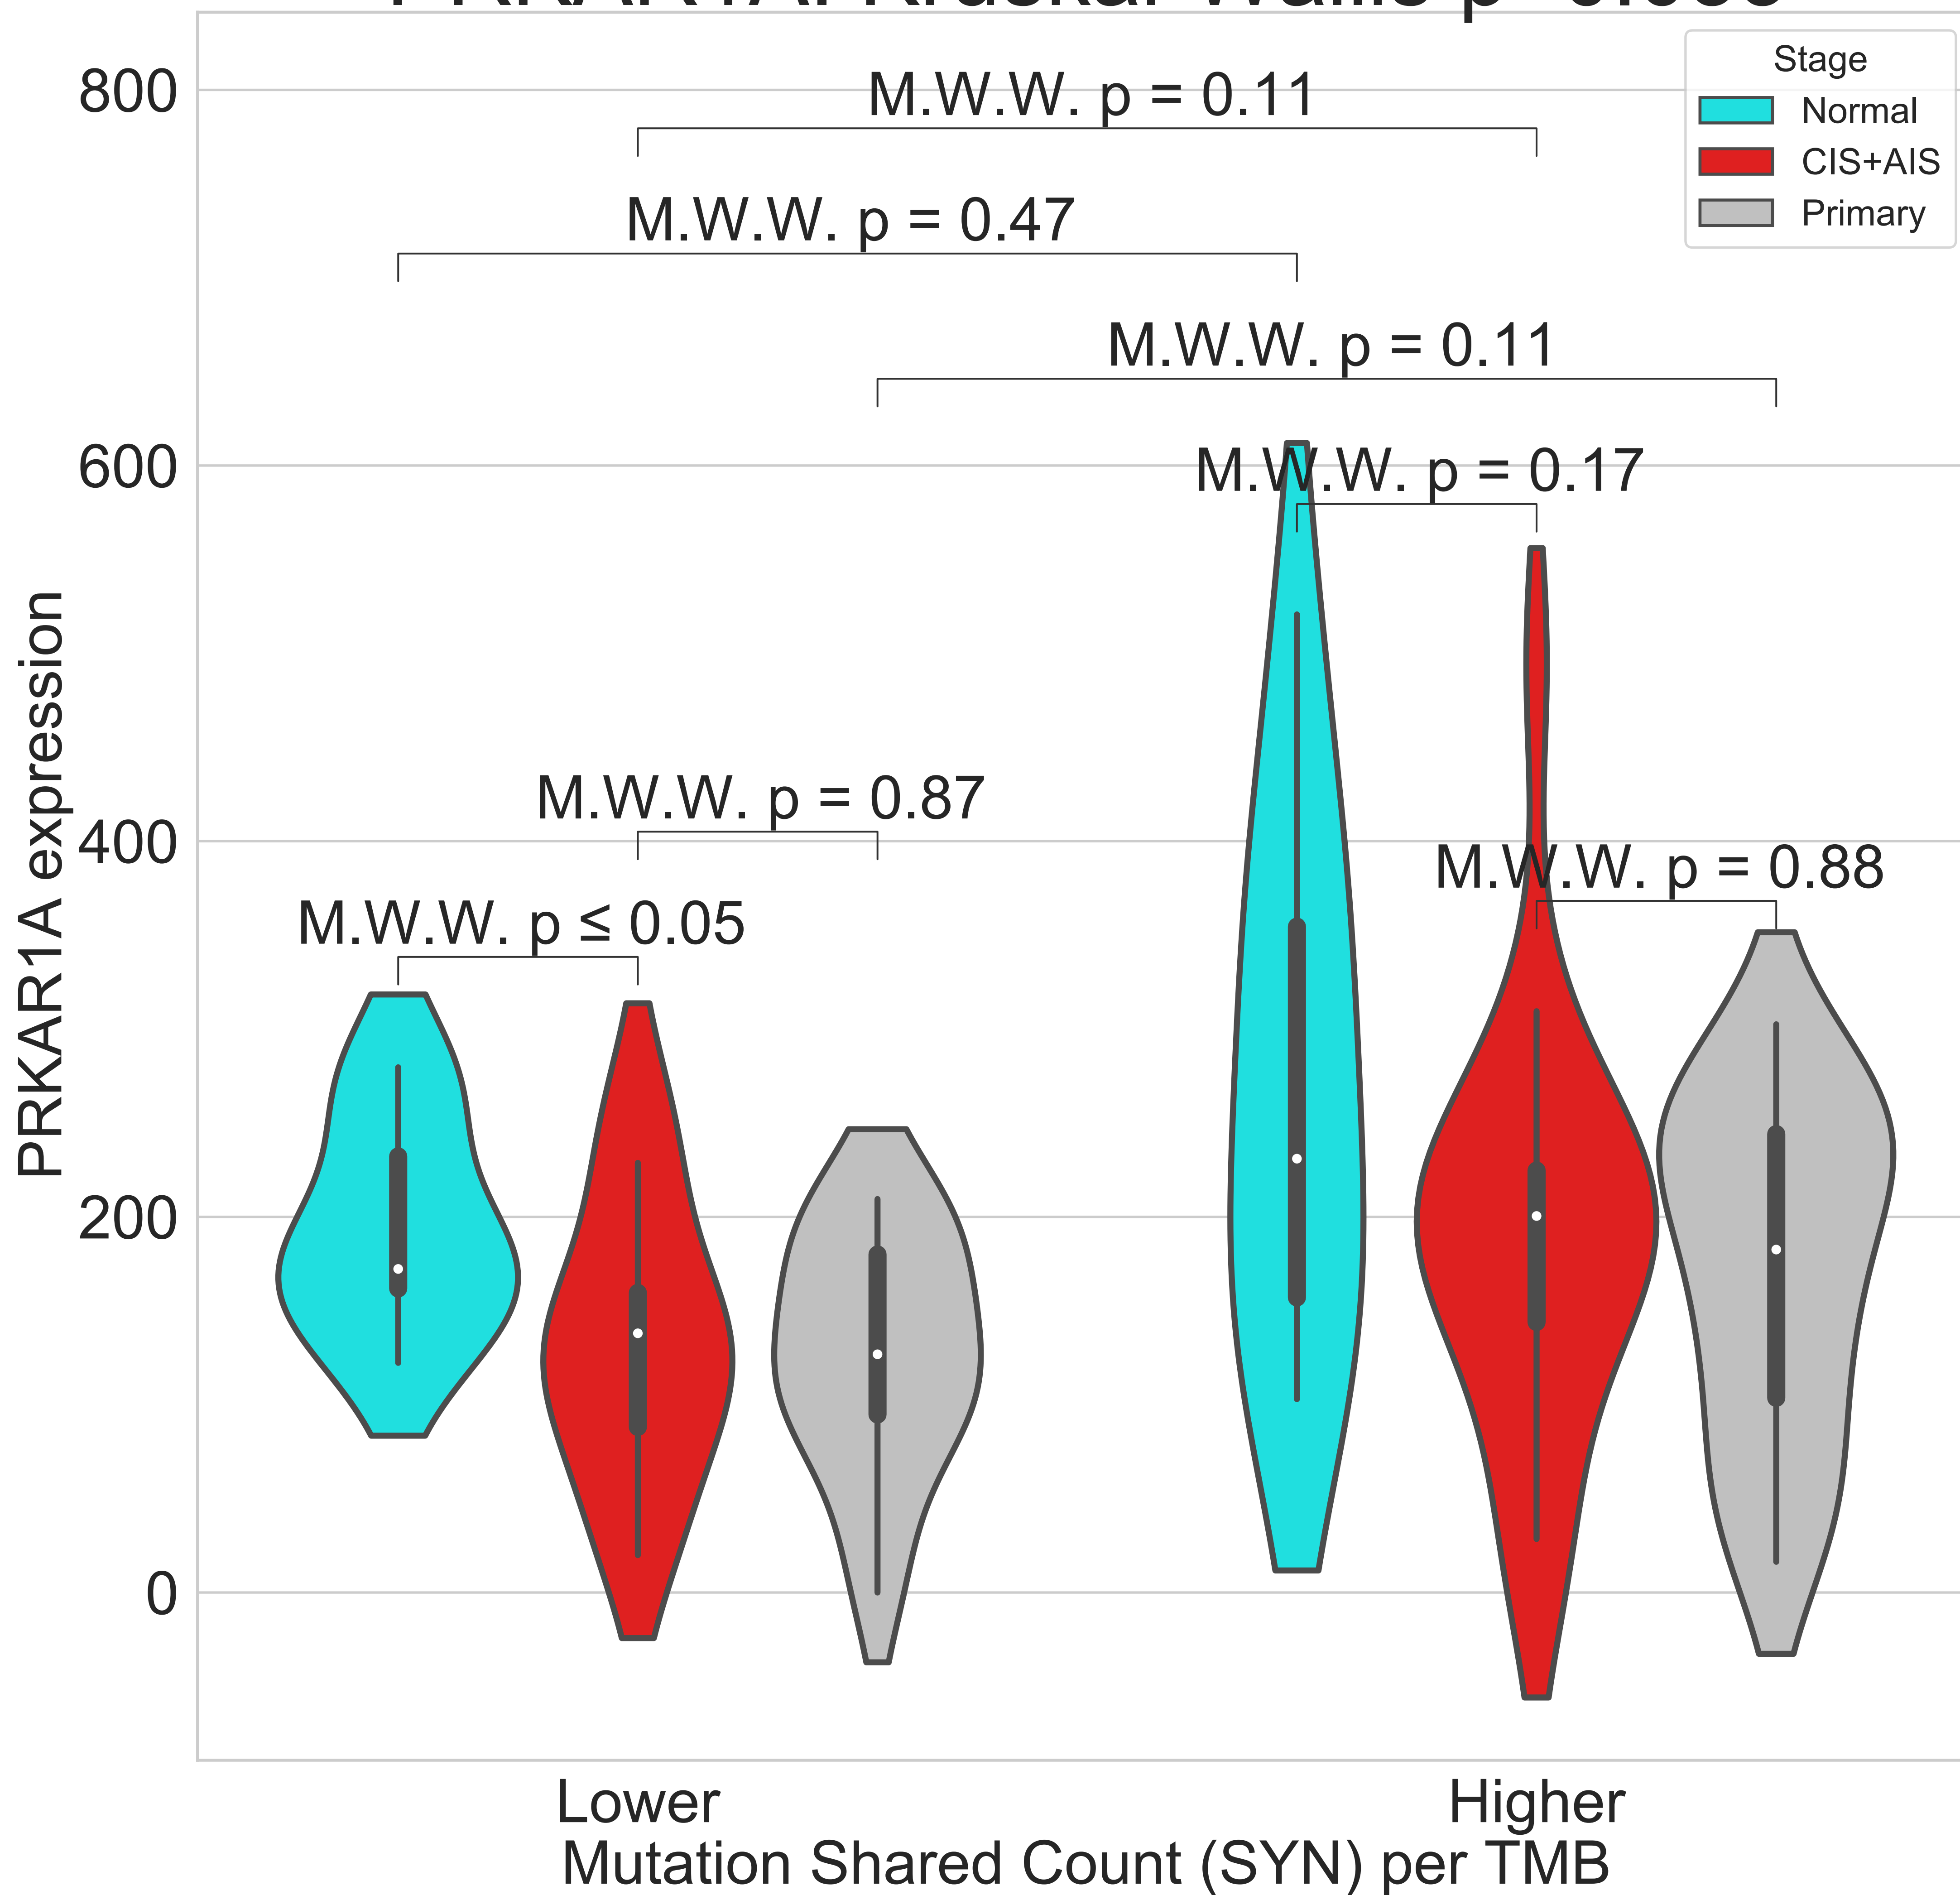 Stage
Normal
CIS+AIS
Primary
800
600
400
200
0
PRKAR1A expression
M.W.W. p = 0.11
M.W.W. p = 0.47
M.W.W. p = 0.11
M.W.W. p = 0.17
M.W.W. p = 0.87
M.W.W. p = 0.88
M.W.W. p ≤ 0.05
Lower
Higher
Mutation Shared Count (SYN) per TMB